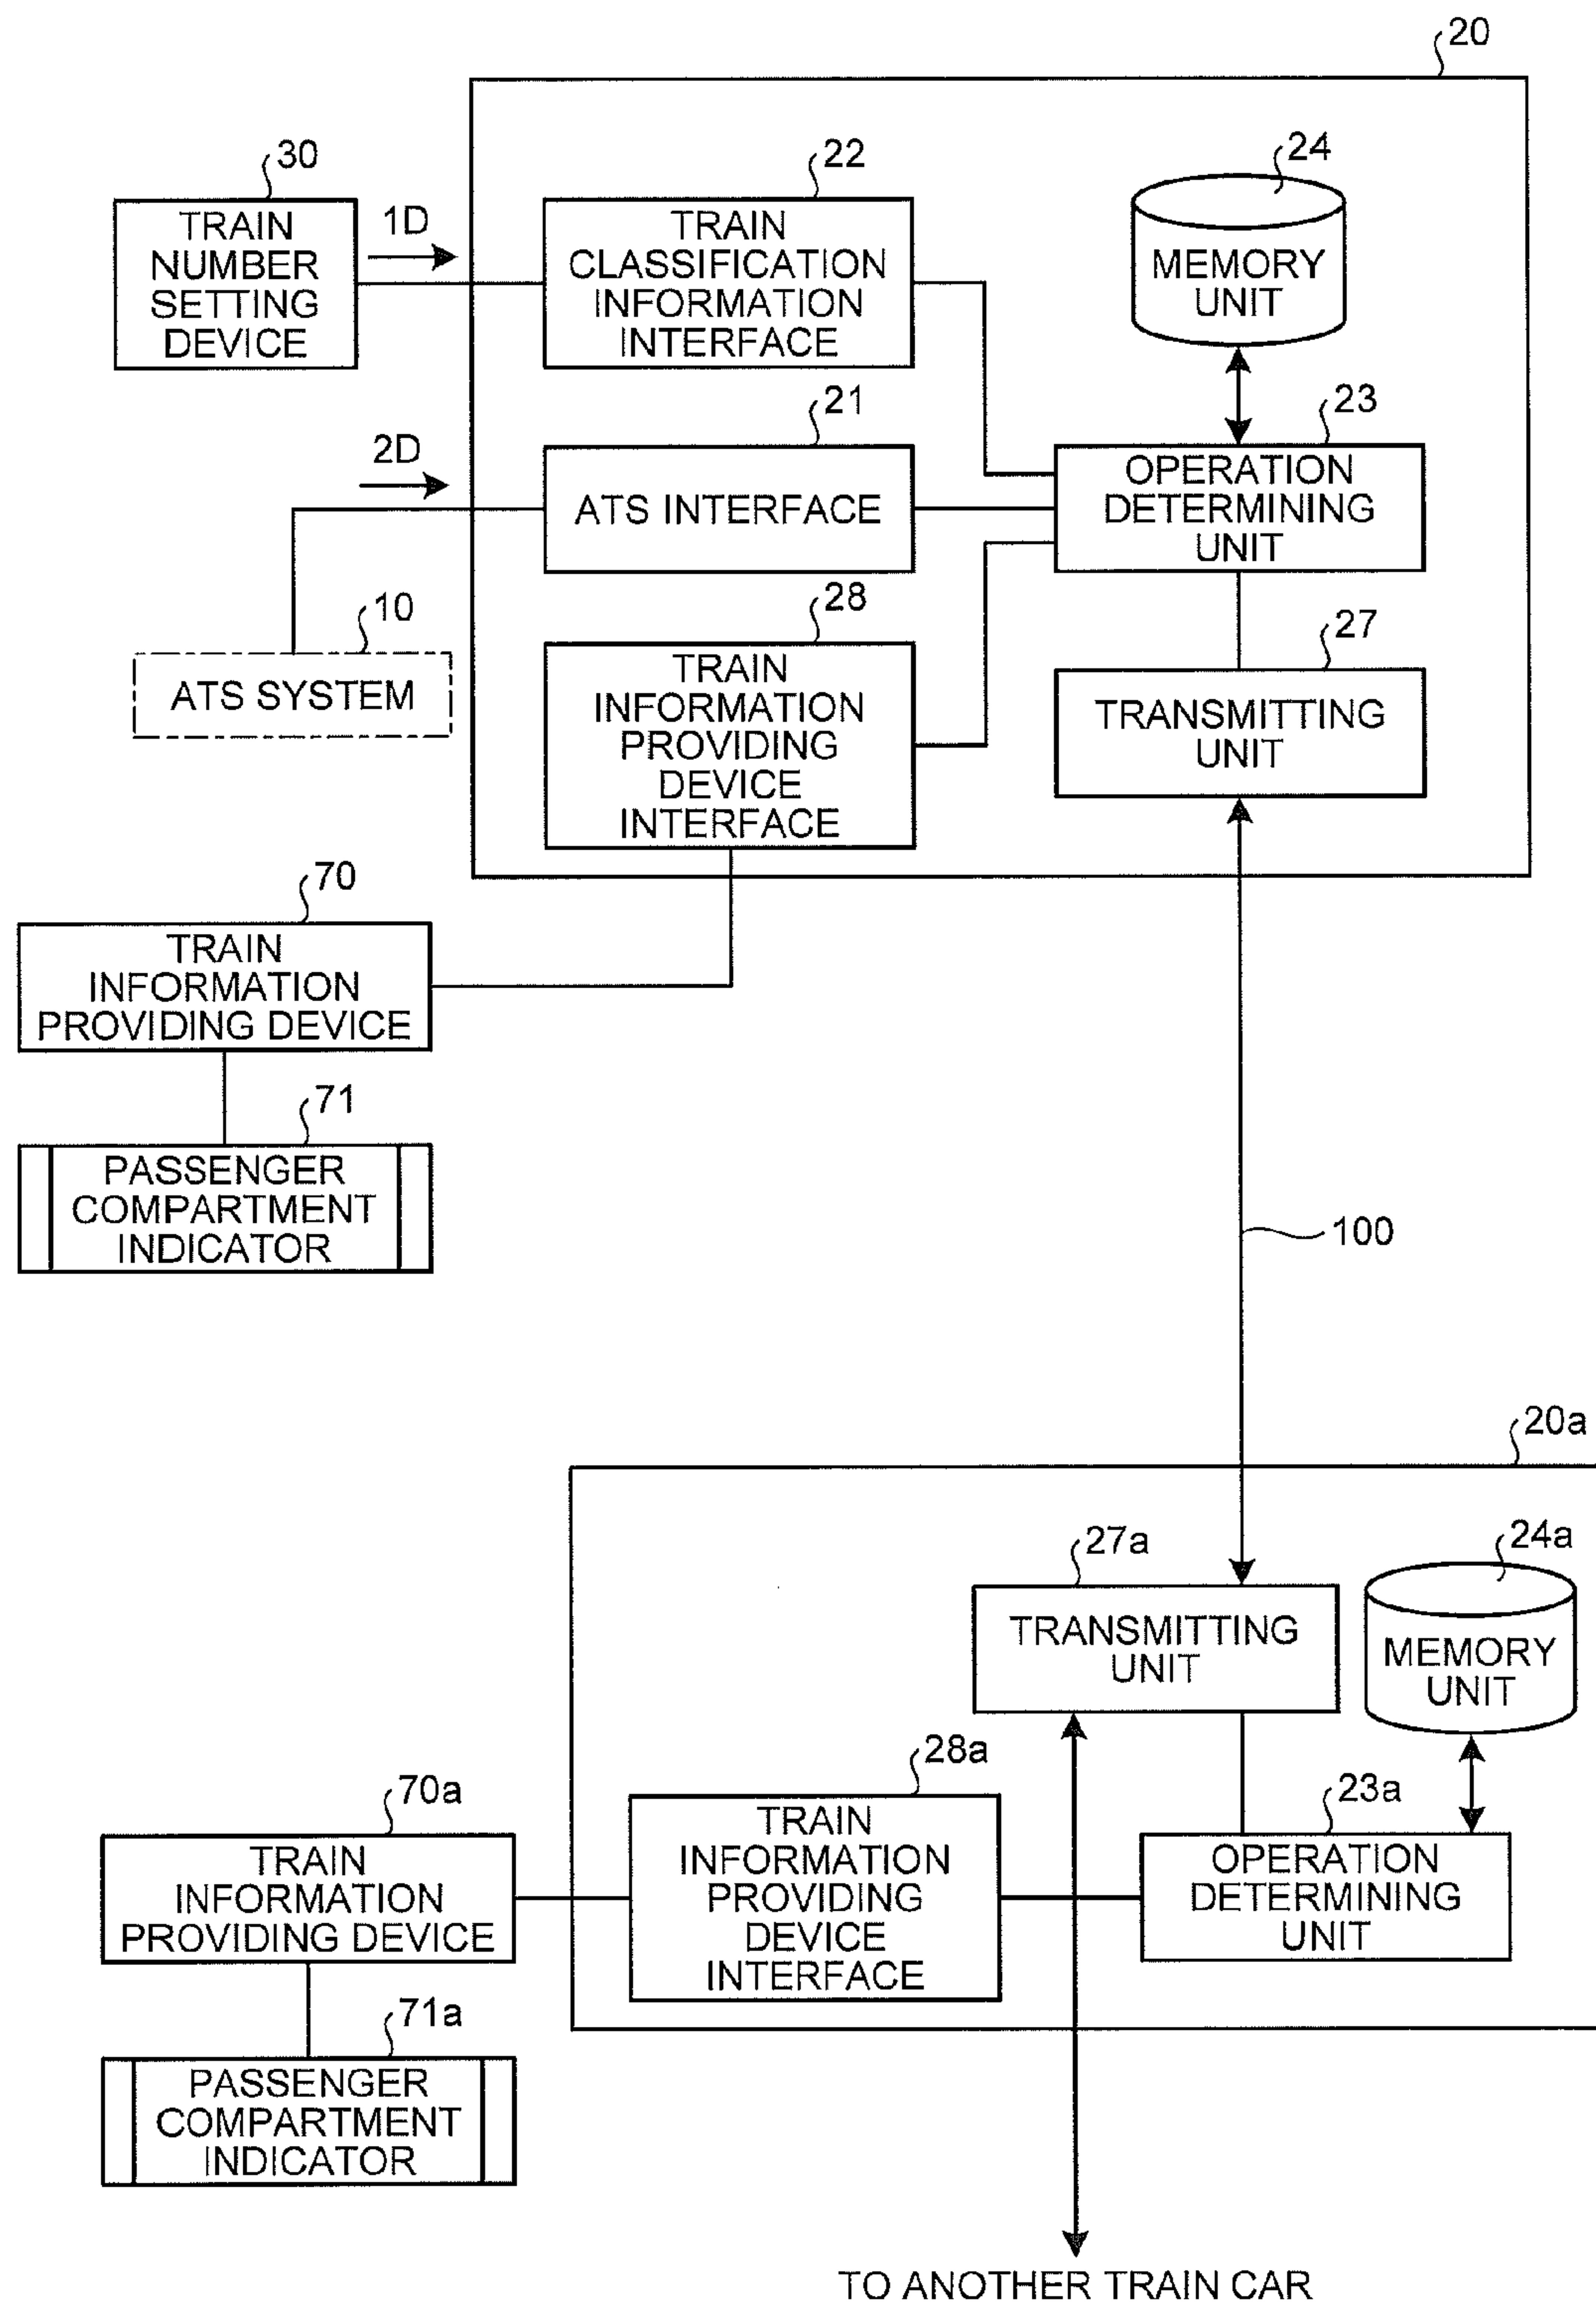 20
30
TRAIN
NUMBER
SETTING
DEVICE
1D
22
TRAIN
CLASSIFICATION
INFORMATION
INTERFACE
24
MEMORY
UNIT
2D
21
ATS INTERFACE
23
OPERATION
DETERMINING
UNIT
10
ATS SYSTEM
28
TRAIN
INFORMATION
PROVIDING
DEVICE
INTERFACE
27
TRANSMITTING
UNIT
70
TRAIN
INFORMATION
PROVIDING DEVICE
71
PASSENGER
COMPARTMENT
INDICATOR
100
20a
27a
TRANSMITTING
UNIT
24a
MEMORY
UNIT
28a
TRAIN
INFORMATION
PROVIDING
DEVICE
INTERFACE
23a
OPERATION
DETERMINING
UNIT
70a
TRAIN
INFORMATION
PROVIDING DEVICE
71a
PASSENGER
COMPARTMENT
INDICATOR
TO ANOTHER TRAIN CAR